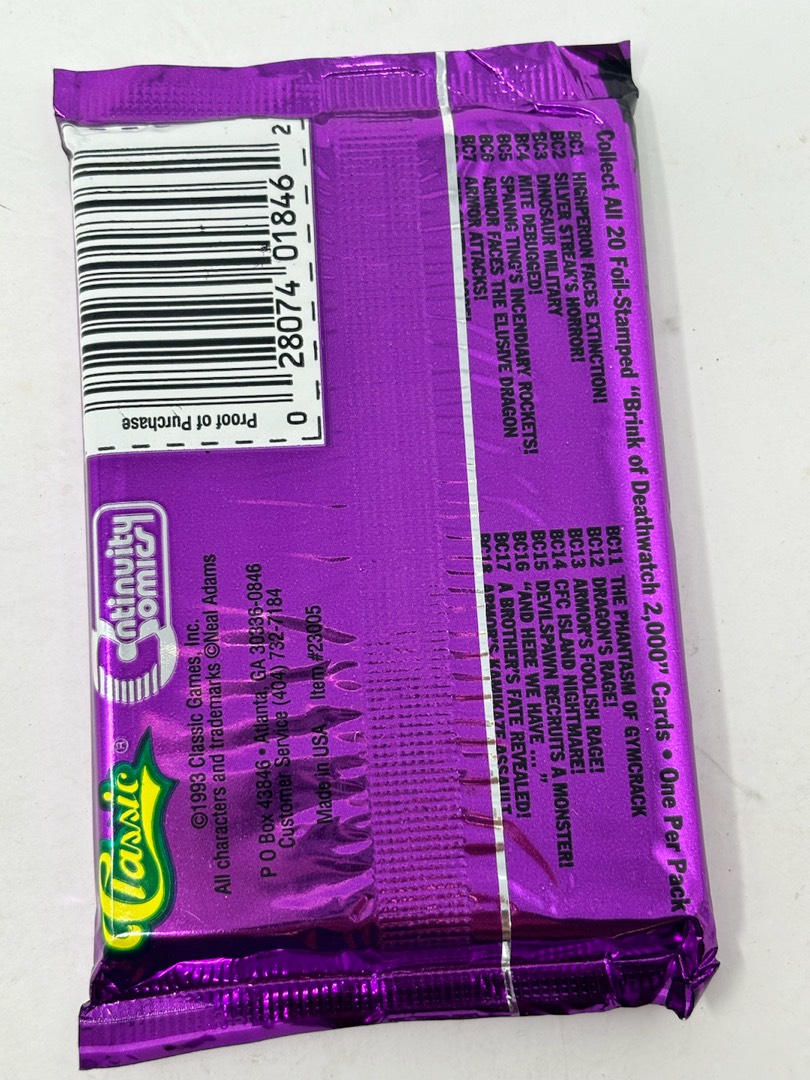 Collect All 20 Foil-Stamped "Brink of Deathwatch 2,000" Cards • One Per Pack
BC1 HIGHPERON FACES EXTINCTION!
BC2 SILVER STREAK'S HORROR!
BC3 DINOSAUR MILITARY
BC4 MITE DEBUGGED!
BC5 SPANNG TING'S INCENDIARY ROCKETS!
BC6 ARMOR FACES THE ELUSIVE DRAGON
BC7 ARMOR ATTACKS!
BC11 THE PHANTASM OF GYMCRACK
BC12 DRAGON'S RAGE!
BC13 ARMOR'S FOOLISH RAGE!
BC14 CFC ISLAND NIGHTMARE!
BC15 DEVILSPAWN RECRUITS A MONSTER!
BC16 "AND HERE WE HAVE... "
BC17 A BROTHER'S FATE REVEALED!
BC18 ARMOR'S ASSAULT
0 28074 01846 2
Proof of Purchase
Continuity
Comics
Classic®
©1993 Classic Games, Inc.
All characters and trademarks ©Neal Adams
P O Box 43846 • Atlanta, GA 30336-0846
Customer Service (404) 732-7184
Made in USA Item #23005